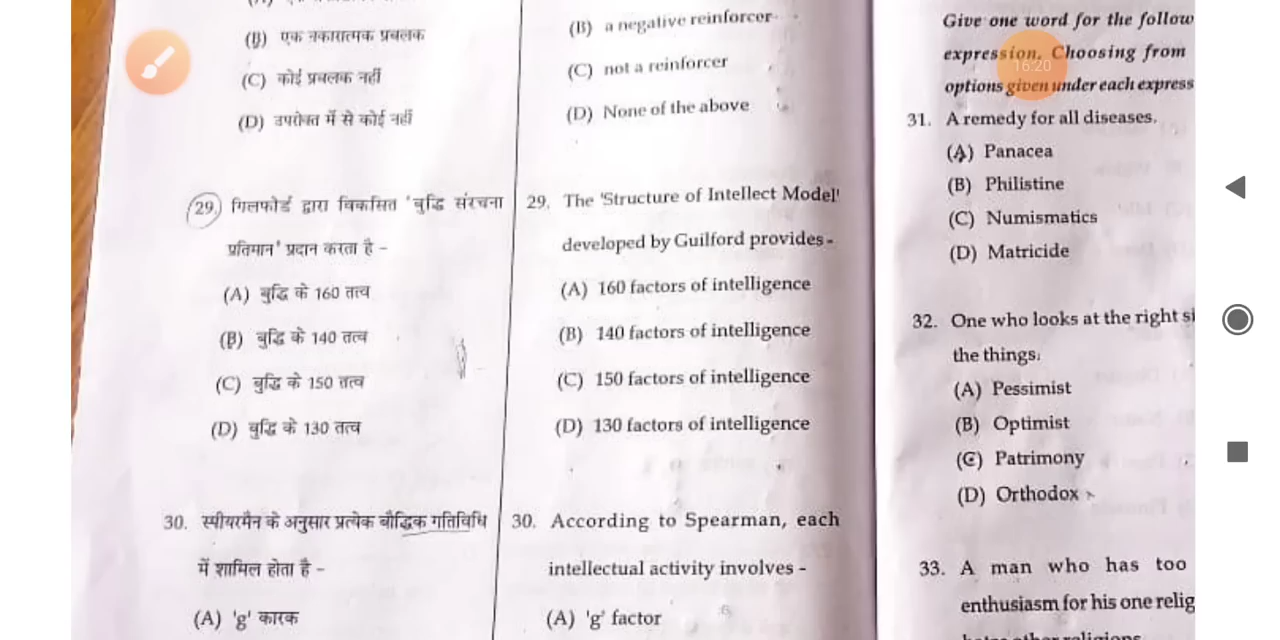 (B) एक नकारात्मक प्रबलक
(C) कोई प्रबलक नहीं
(D) उपरोक्त में से कोई नहीं
29. गिलफोर्ड द्वारा विकसित 'बुद्धि संरचना
प्रतिमान' प्रदान करता है -
(A) बुद्धि के 160 तत्व
(B) बुद्धि के 140 तत्व
(C) बुद्धि के 150 तत्व
(D) बुद्धि के 130 तत्व
30. स्पीयरमैन के अनुसार प्रत्येक बौद्धिक गतिविधि
में शामिल होता है -
(A) 'g' कारक
(B) a negative reinforcer
(C) not a reinforcer
(D) None of the above
29. The 'Structure of Intellect Model'
developed by Guilford provides -
(A) 160 factors of intelligence
(B) 140 factors of intelligence
(C) 150 factors of intelligence
(D) 130 factors of intelligence
30. According to Spearman, each
intellectual activity involves -
(A) 'g' factor
Give one word for the follow
expression. Choosing from
options given under each express
16:20
31. A remedy for all diseases.
(A) Panacea
(B) Philistine
(C) Numismatics
(D) Matricide
32. One who looks at the right si
the things.
(A) Pessimist
(B) Optimist
(C) Patrimony
(D) Orthodox
33. A man who has too
enthusiasm for his one relig